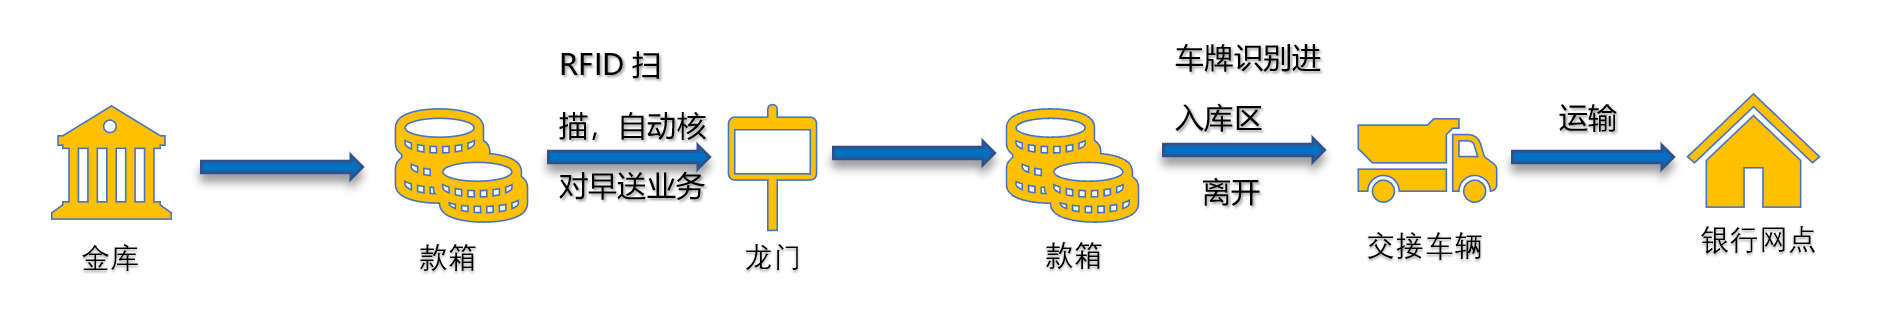 金库
款箱
RFID 扫
描，自动核
对早送业务
龙门
款箱
车牌识别进
入库区
离开
交接车辆
运输
银行网点